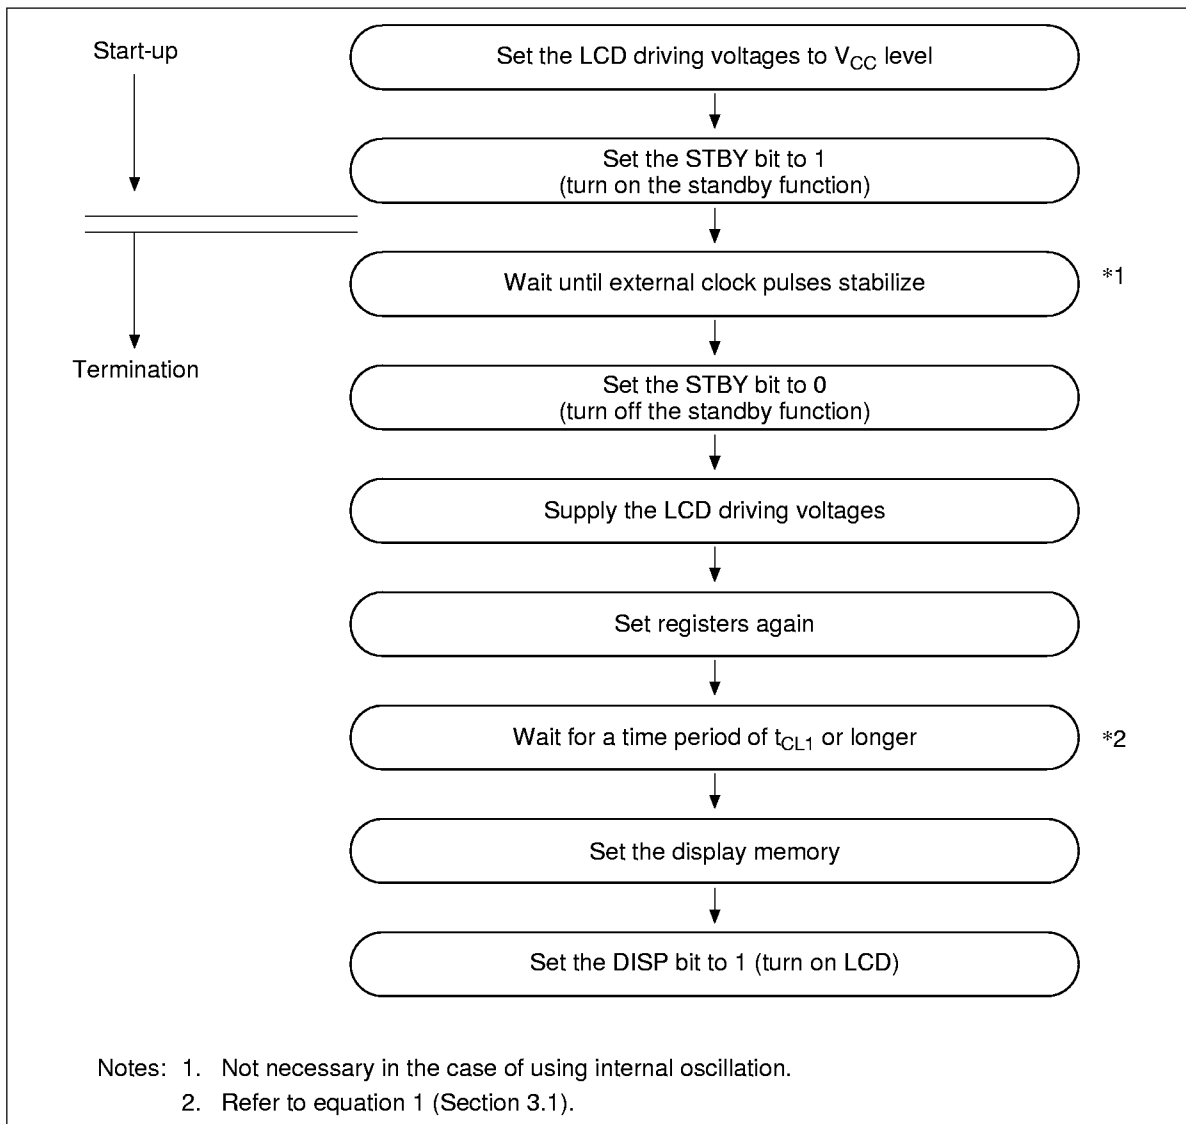 Start-up
Set the LCD driving voltages to VCC level
Set the STBY bit to 1
(turn on the standby function)
Wait until external clock pulses stabilize
*1
Termination
Set the STBY bit to 0
(turn off the standby function)
Supply the LCD driving voltages
Set registers again
Wait for a time period of tCL1 or longer
*2
Set the display memory
Set the DISP bit to 1 (turn on LCD)
Notes: 1. Not necessary in the case of using internal oscillation.
2. Refer to equation 1 (Section 3.1).